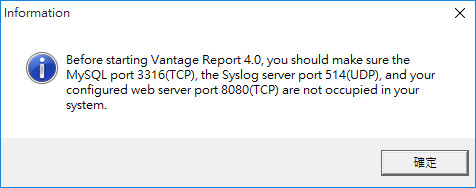 Information
Before starting Vantage Report 4.0, you should make sure the
MySQL port 3316(TCP), the Syslog server port 514(UDP), and your
configured web server port 8080(TCP) are not occupied in your
system.
確定